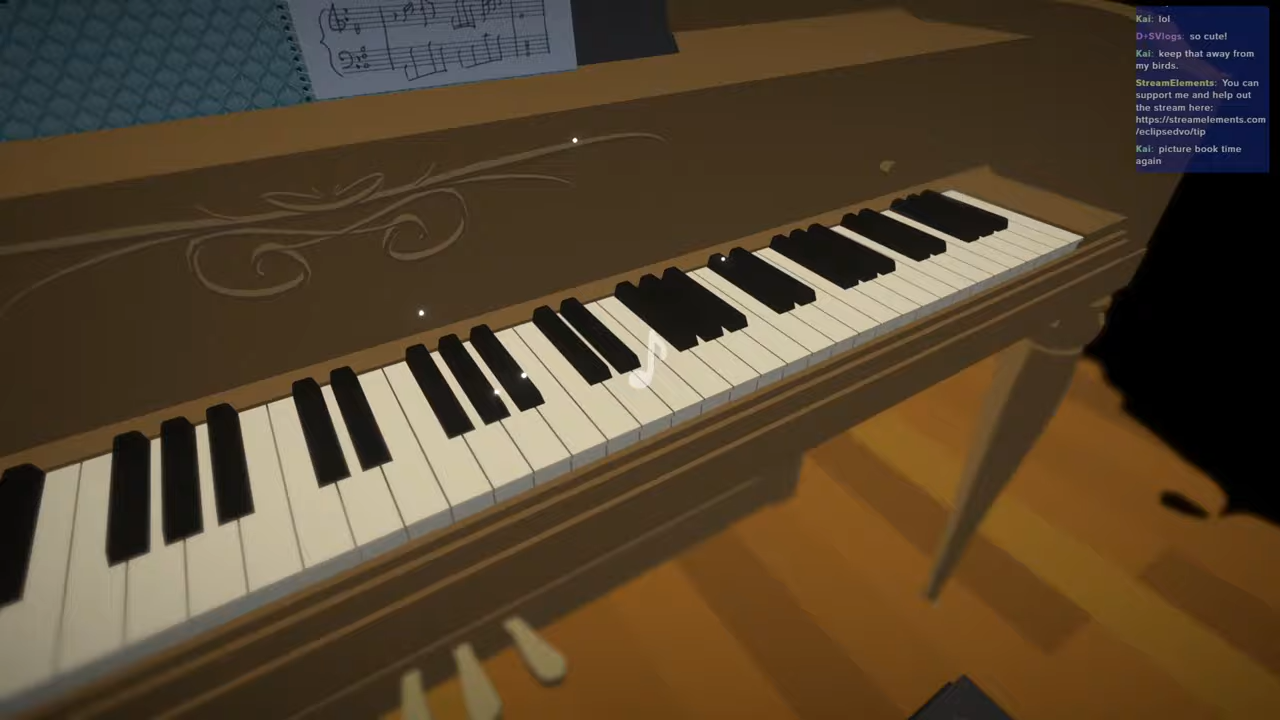 Kai: lol
D+SVlogs: so cute!
Kai: keep that away from
my birds.
StreamElements: You can
support me and help out
the stream here:
https://streamelements.com
/eclipsedvo/tip
Kai: picture book time
again